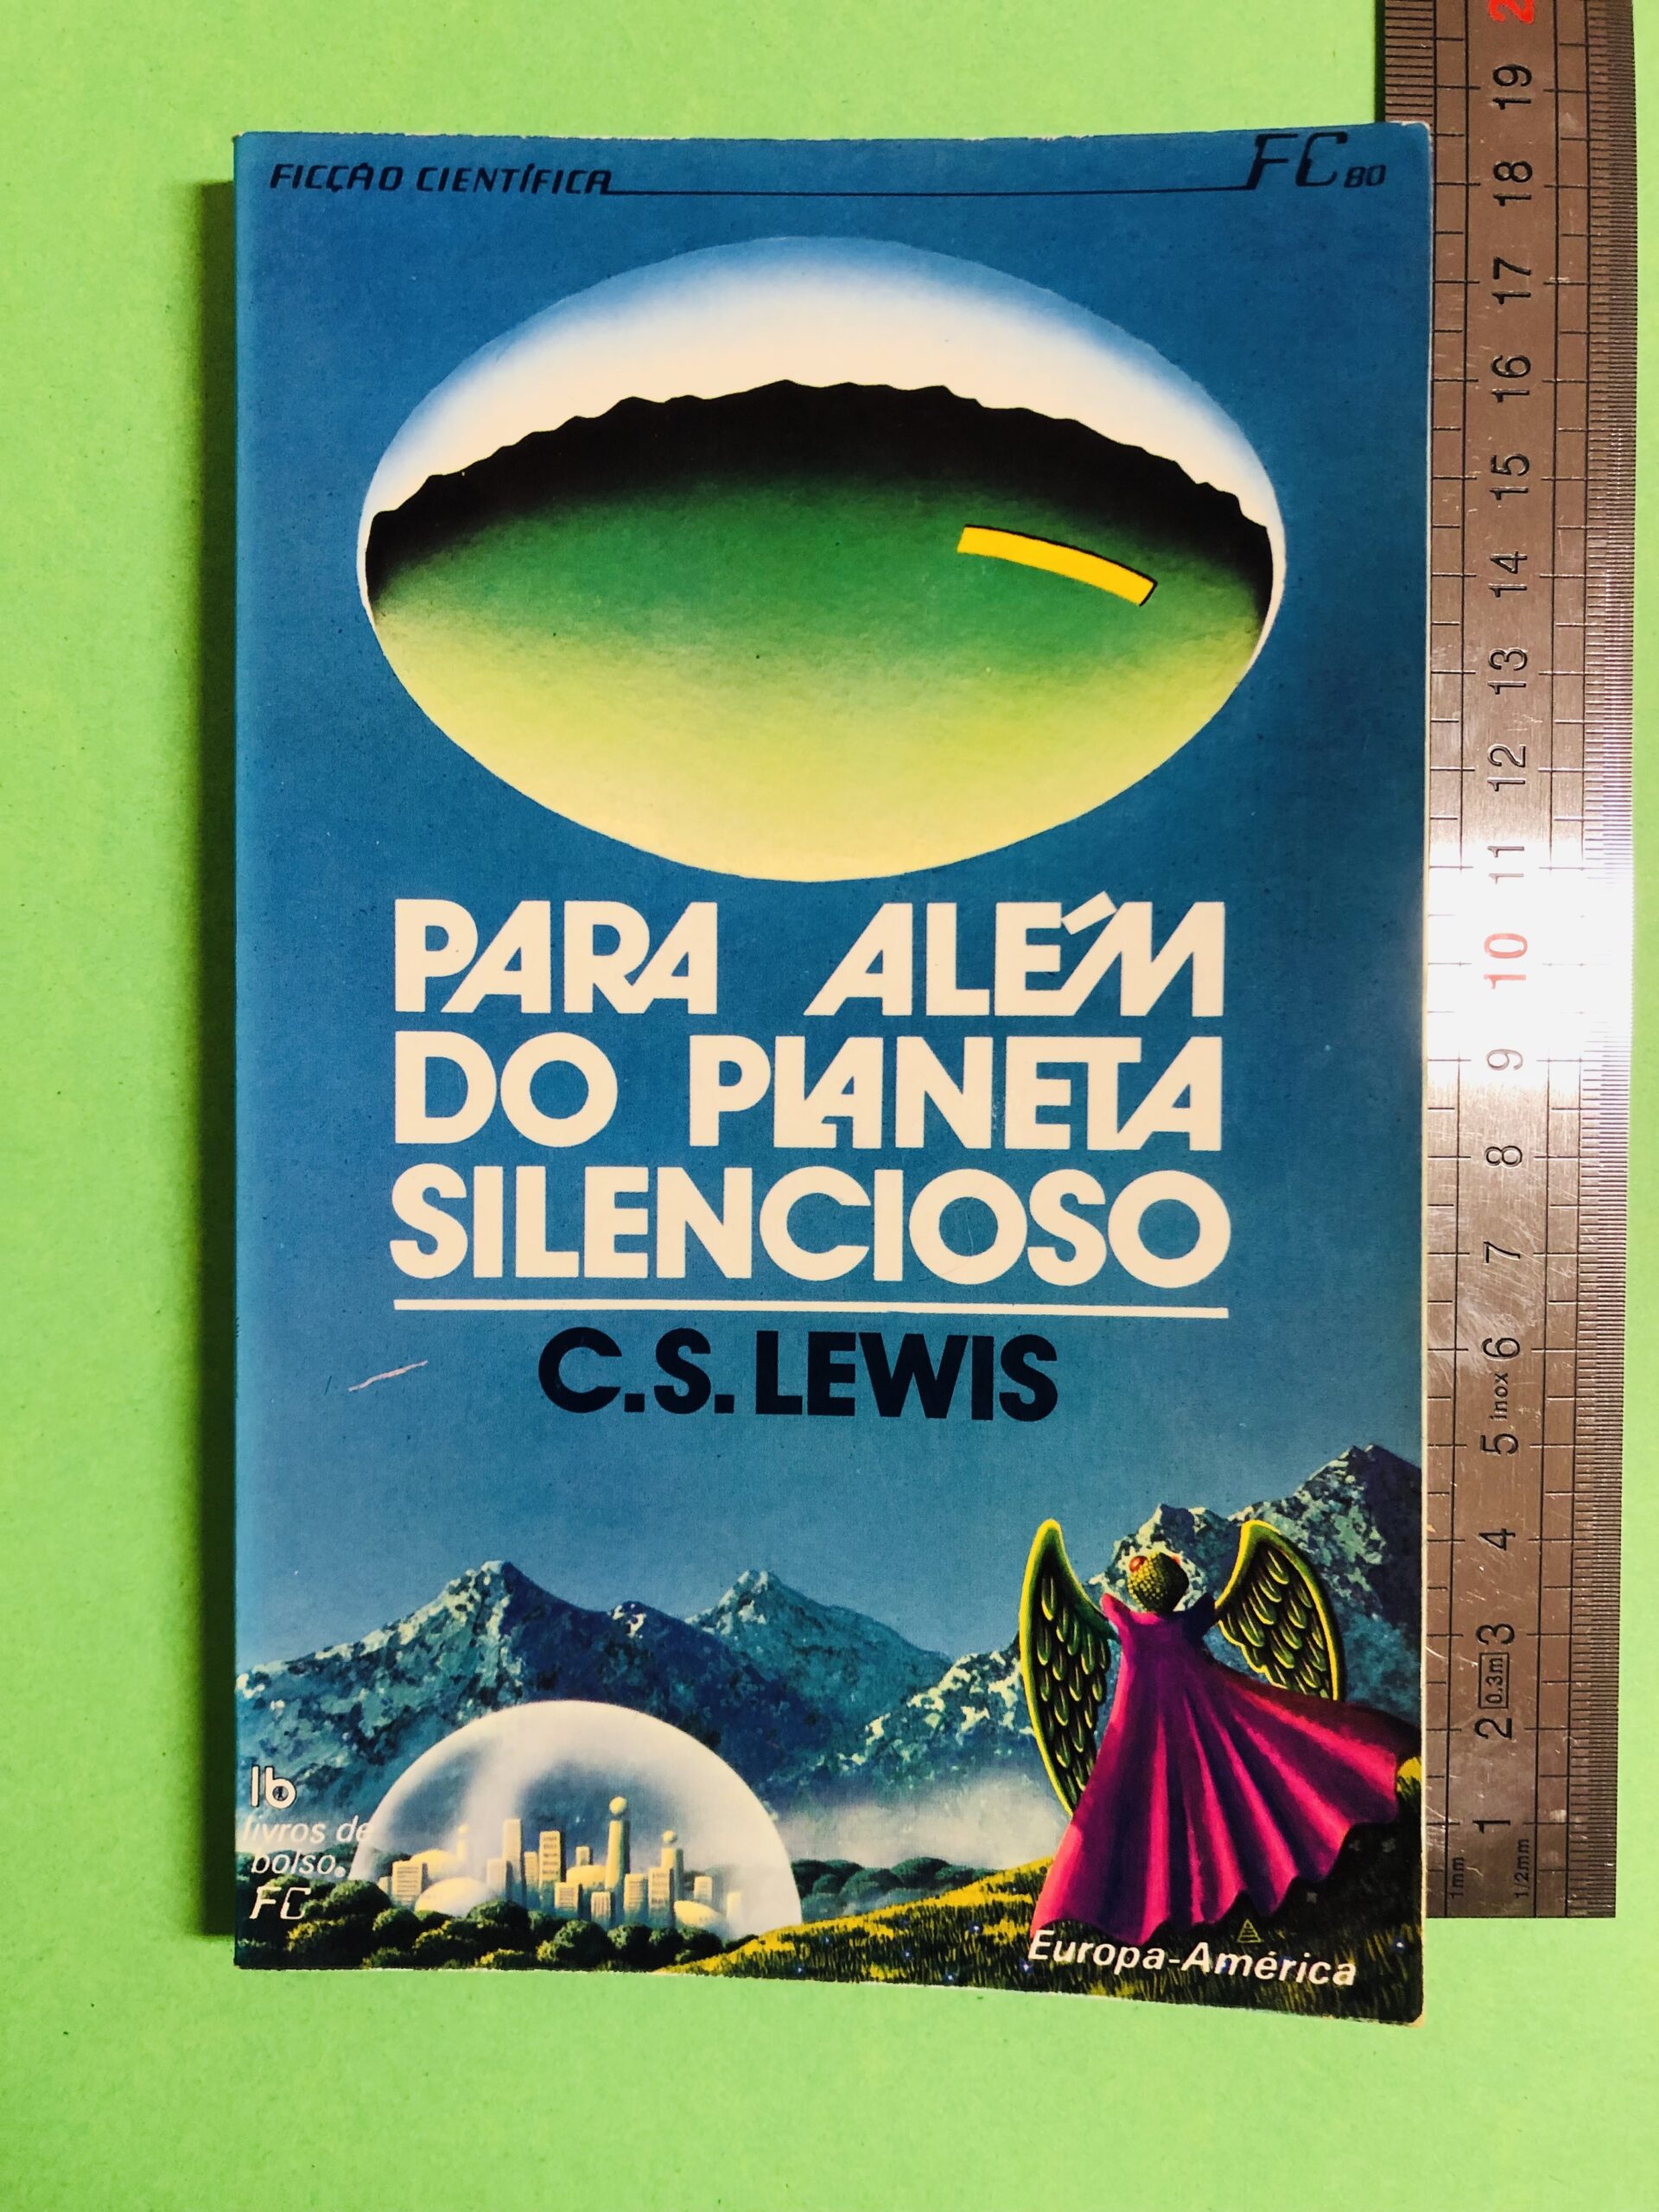 FICÇÃO CIENTÍFICA FC 80
PARA ALÉM
DO PLANETA
SILENCIOSO
C.S. LEWIS
lb
livros de
bolso.
FC
Europa-América
2
19
18
17
16
15
14
13
12
11
10
9
8
7
6
inox
5
4
3
0.3m
2
1
1mm
1/2mm